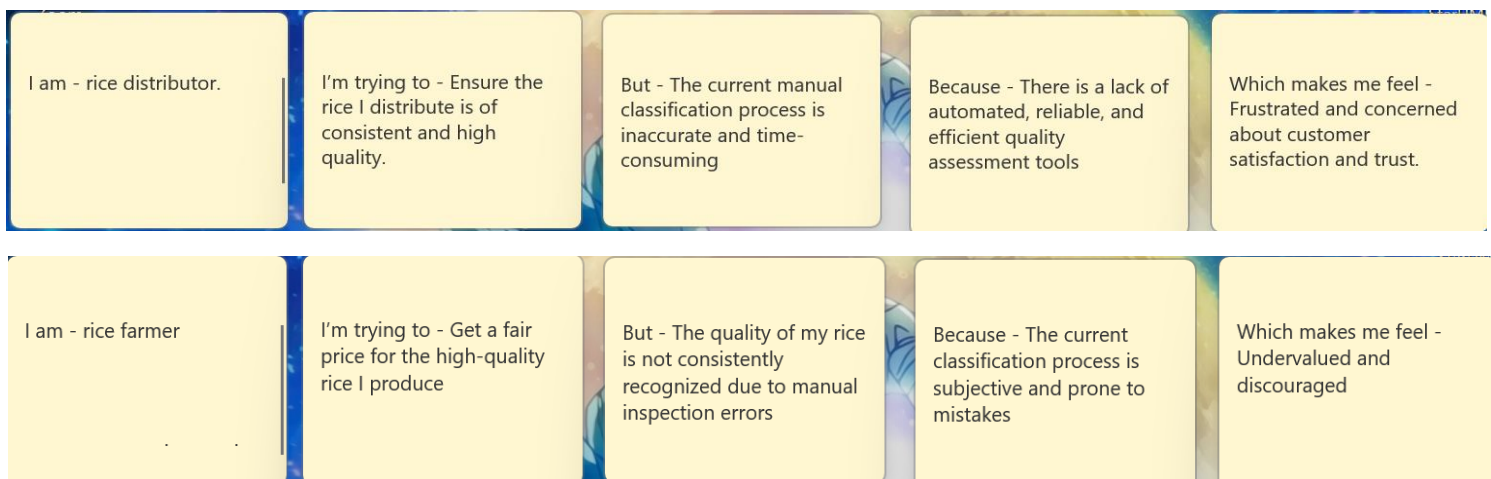 I am - rice distributor.
I'm trying to - Ensure the
rice I distribute is of
consistent and high
quality.
But - The current manual
classification process is
inaccurate and time-
consuming
Because - There is a lack of
automated, reliable, and
efficient quality
assessment tools
Which makes me feel -
Frustrated and concerned
about customer
satisfaction and trust.
I am - rice farmer
I'm trying to - Get a fair
price for the high-quality
rice I produce
But - The quality of my rice
is not consistently
recognized due to manual
inspection errors
Because - The current
classification process is
subjective and prone to
mistakes
Which makes me feel -
Undervalued and
discouraged